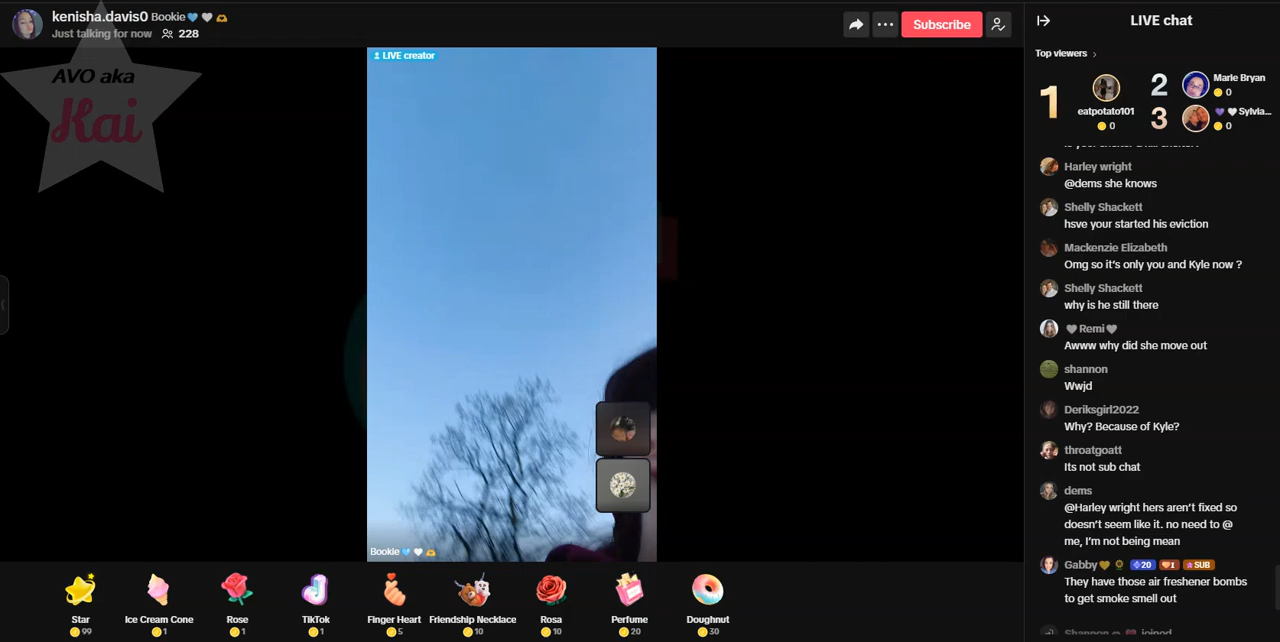 kenisha.davis0 Bookie🩵🤍🫶
Just talking for now 228
Subscribe
AVO aka
Kai
LIVE creator
Bookie🩵🤍🫶
Star
99
Ice Cream Cone
1
Rose
1
TikTok
1
Finger Heart
5
Friendship Necklace
10
Rosa
10
Perfume
20
Doughnut
30
LIVE chat
Top viewers
1
eatpotato101
0
2
Marie Bryan
0
3
💜🤍Sylvia...
0
Harley wright
@dems she knows
Shelly Shackett
hsve your started his eviction
Mackenzie Elizabeth
Omg so it's only you and Kyle now ?
Shelly Shackett
why is he still there
🩶Remi🩶
Awww why did she move out
shannon
Wwjd
Deriksgirl2022
Why? Because of Kyle?
throatgoatt
Its not sub chat
dems
@Harley wright hers aren't fixed so
doesn't seem like it. no need to @
me, I'm not being mean
Gabby💛🌻 20 I SUB
They have those air freshener bombs
to get smoke smell out